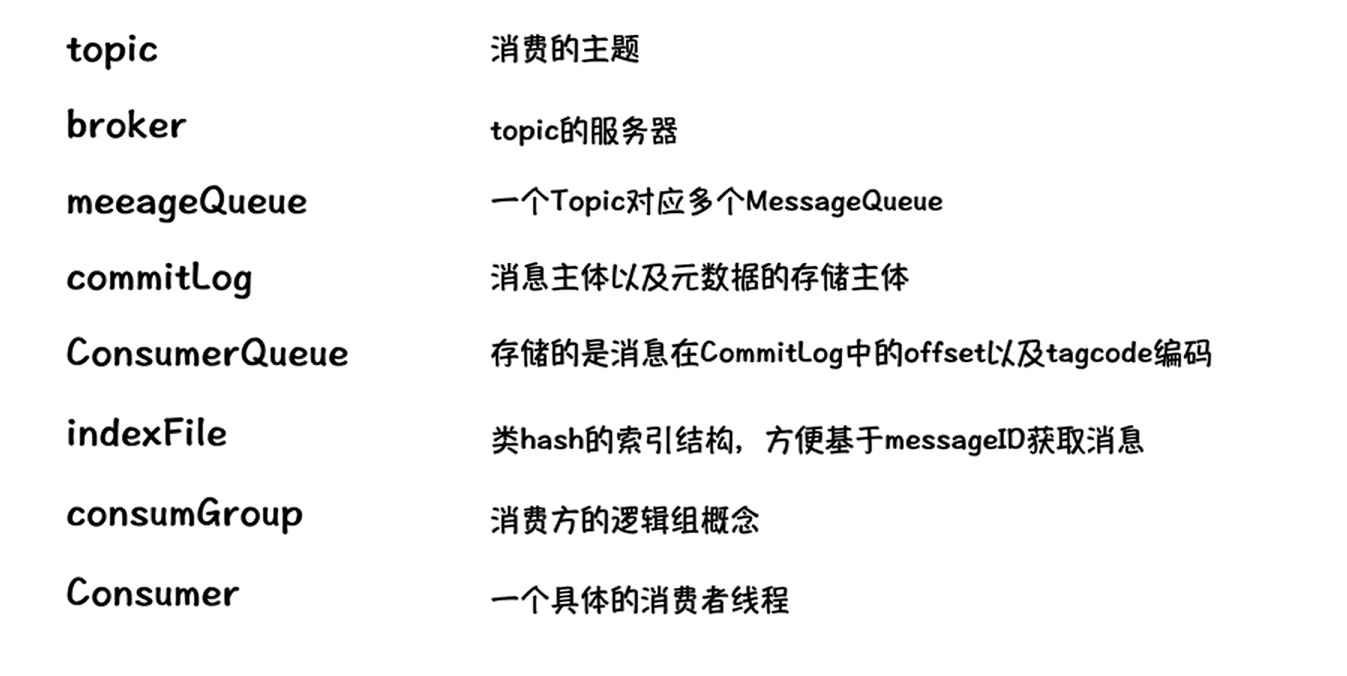 topic 消费的主题
broker topic的服务器
meeageQueue 一个Topic对应多个MessageQueue
commitLog 消息主体以及元数据的存储主体
ConsumerQueue 存储的是消息在CommitLog中的offset以及tagcode编码
indexFile 类hash的索引结构，方便基于messageID获取消息
consumGroup 消费方的逻辑组概念
Consumer 一个具体的消费者线程